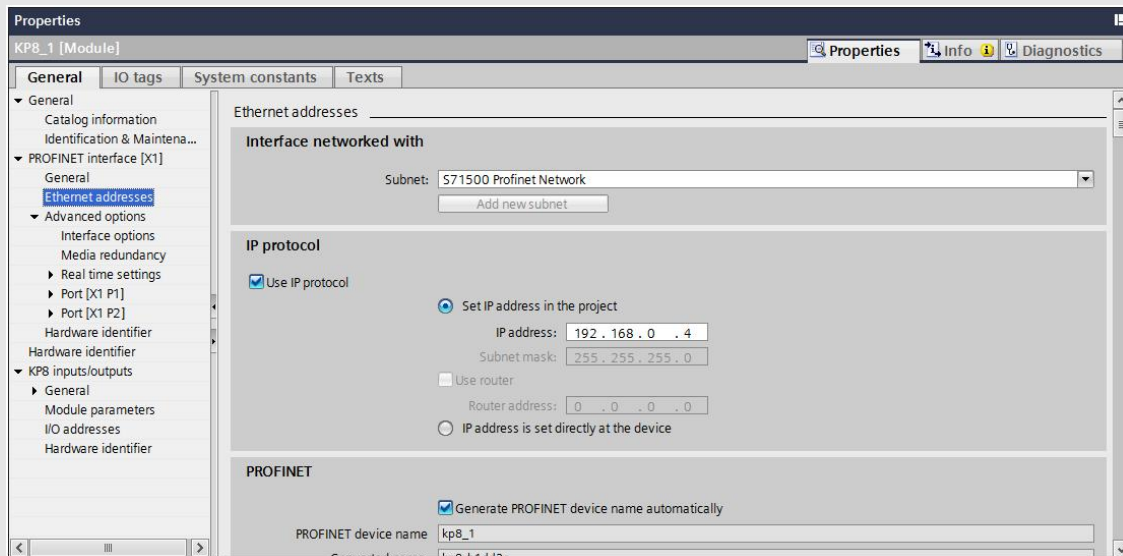 Properties
KP8_1 [Module]
Properties
Info
Diagnostics
General
IO tags
System constants
Texts
General
Catalog information
Identification & Maintena...
PROFINET interface [X1]
General
Ethernet addresses
Advanced options
Interface options
Media redundancy
Real time settings
Port [X1 P1]
Port [X1 P2]
Hardware identifier
Hardware identifier
KP8 inputs/outputs
General
Module parameters
I/O addresses
Hardware identifier
Ethernet addresses
Interface networked with
Subnet: S71500 Profinet Network
Add new subnet
IP protocol
Use IP protocol
Set IP address in the project
IP address: 192 . 168 . 0 . 4
Subnet mask: 255 . 255 . 255 . 0
Use router
Router address: 0 . 0 . 0 . 0
IP address is set directly at the device
PROFINET
Generate PROFINET device name automatically
PROFINET device name kp8_1